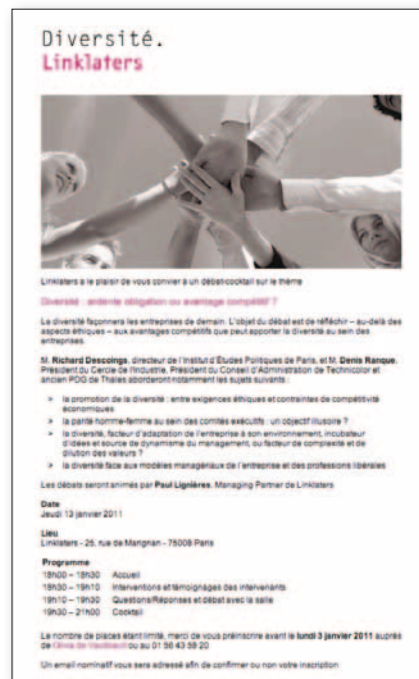 Diversité.
Linklaters
Linklaters a le plaisir de vous convier à un débat-cocktail sur le thème
Diversité : ardente obligation ou avantage compétitif ?
La diversité façonnera les entreprises de demain. L'objet du débat est de réfléchir – au-delà des
aspects éthiques – aux avantages compétitifs que peut apporter la diversité au sein des
entreprises.
M. Richard Descoings, directeur de l'Institut d'Études Politiques de Paris, et M. Denis Ranque,
Président du Cercle de l'Industrie, Président du Conseil d'Administration de Technicolor et
ancien PDG de Thales aborderont notamment les sujets suivants :
➤ la promotion de la diversité : entre exigences éthiques et contraintes de compétitivité
économiques
➤ la parité homme-femme au sein des comités exécutifs : un objectif illusoire ?
➤ la diversité, facteur d'adaptation de l'entreprise à son environnement, incubateur
d'idées et source de dynamisme du management, ou facteur de complexité et de
dilution des valeurs ?
➤ la diversité face aux modèles managériaux de l'entreprise et des professions libérales
Les débats seront animés par Paul Lignières, Managing Partner de Linklaters
Date
Jeudi 13 janvier 2011
Lieu
Linklaters - 25, rue de Marignan - 75008 Paris
Programme
18h00 – 18h30 Accueil
18h30 – 19h10 Interventions et témoignages des intervenants
19h10 – 19h30 Questions/Réponses et débat avec la salle
19h30 – 21h00 Cocktail
Le nombre de places étant limité, merci de vous préinscrire avant le lundi 3 janvier 2011 auprès
de ou au 01 56 43 59 20
Un email nominatif vous sera adressé afin de confirmer ou non votre inscription